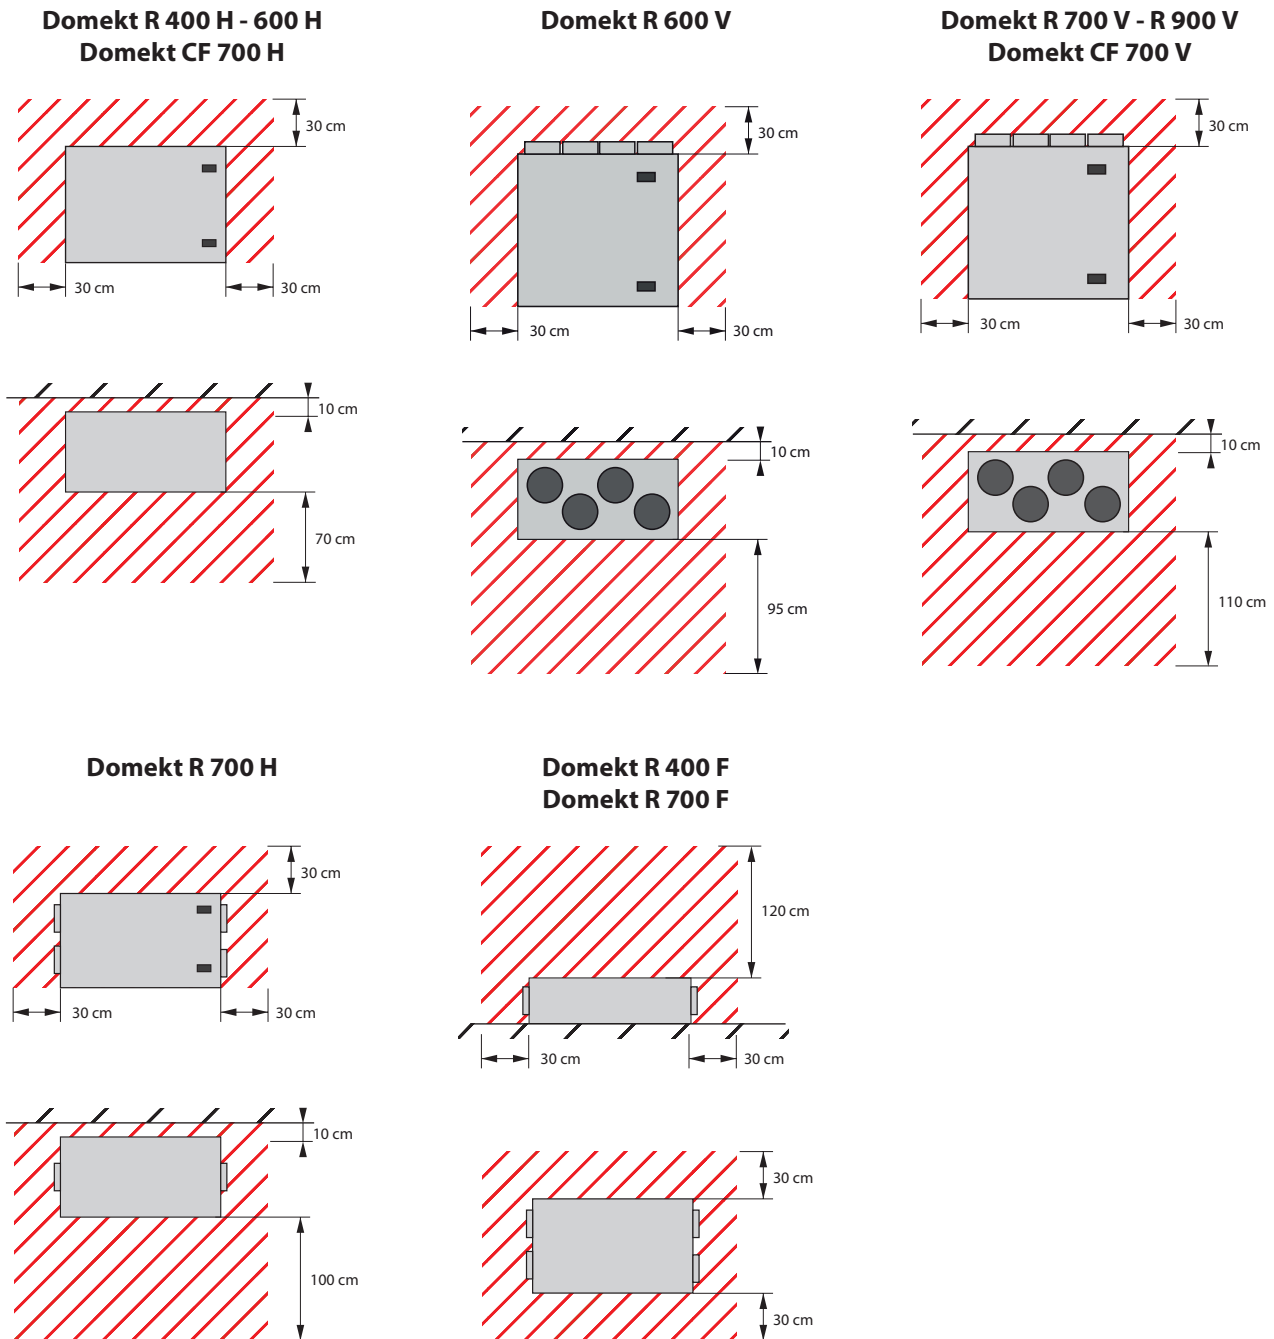 Domekt R 400 H - 600 H
Domekt CF 700 H
30 cm
30 cm
30 cm
10 cm
70 cm
Domekt R 600 V
30 cm
30 cm
30 cm
10 cm
95 cm
Domekt R 700 V - R 900 V
Domekt CF 700 V
30 cm
30 cm
30 cm
10 cm
110 cm
Domekt R 700 H
30 cm
30 cm
30 cm
10 cm
100 cm
Domekt R 400 F
Domekt R 700 F
120 cm
30 cm
30 cm
30 cm
30 cm